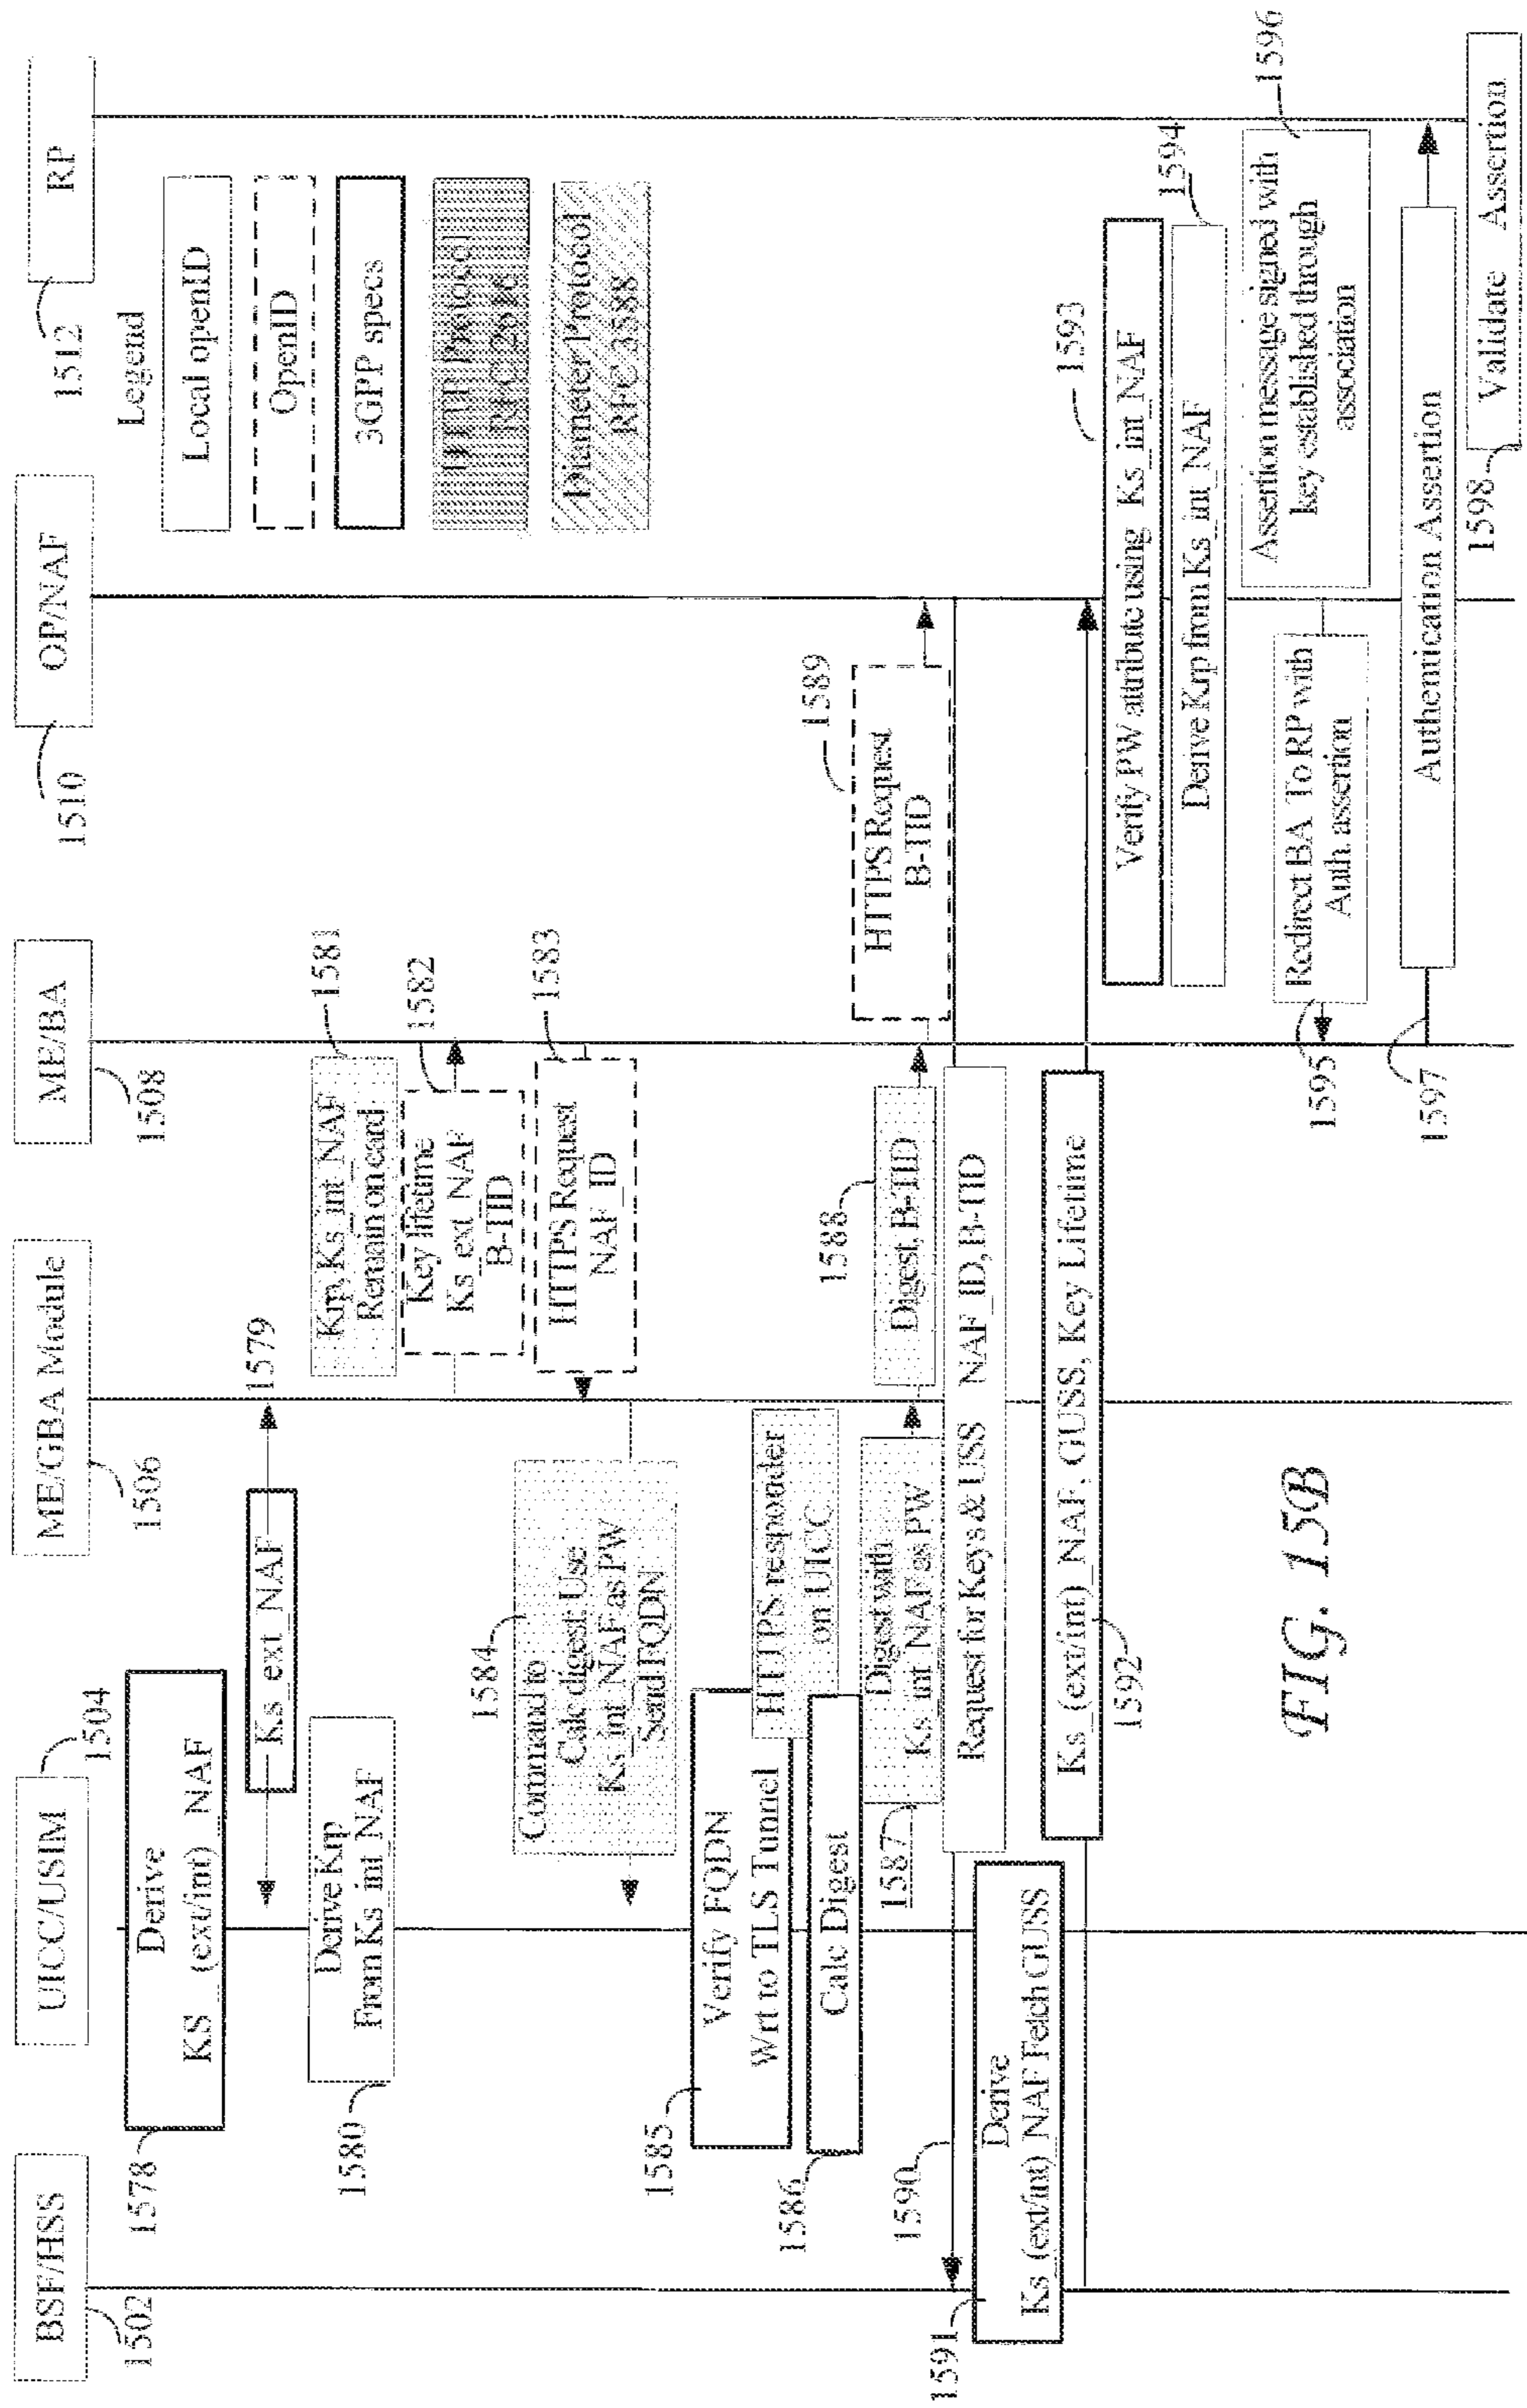 BSF/HSS
1502
UICC/USIM
1504
ME/GBA Module
1506
ME/BA
1508
OP/NAF
1510
RP
1512
Legend
Local openID
OpenID
3GPP specs
HTTP Protocol
RFC 2616
Diameter Protocol
RFC 3588
1578
Derive
KS_(ext/int)_NAF
Ks_ext_NAF
1579
1580
Derive Krp
From Ks_int_NAF
Krp, Ks_int_NAF
Remain on card
1581
Key lifetime
Ks_ext_NAF
B-TID
1582
HTTPS Request
NAF_ID
1583
1584
Command to
Calc digest: Use
Ks_int_NAF as PW
Send FQDN
1585
Verify FQDN
Wrt to TLS Tunnel
HTTPS responder
on UICC
1586
Calc Digest
1587
Digest with
Ks_int_NAF as PW
1588
Digest, B-TID
1589
HTTPS Request
B-TID
1590
Request for Keys & USS NAF_ID, B-TID
1591
Derive
Ks_(ext/int)_NAF Fetch GUSS
1592
Ks_(ext/int)_NAF, GUSS, Key Lifetime
1593
Verify PW attribute using Ks_int_NAF
1594
Derive Krp from Ks_int_NAF
1595
Redirect BA To RP with
Auth. assertion
1596
Assertion message signed with
key established through
association
1597
Authentication Assertion
1598
Validate Assertion
FIG. 15B